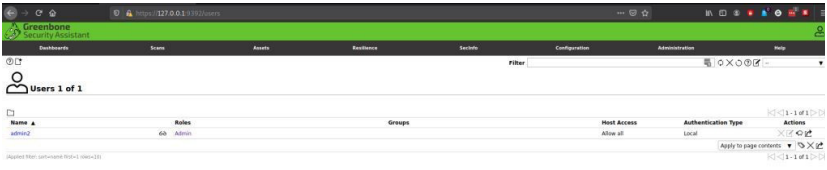 https://127.0.0.1:9392/users
Greenbone
Security Assistant
Dashboards Scans Assets Resilience SecInfo Configuration Administration Help
Filter
Users 1 of 1
1 - 1 of 1
Name ▲ Roles Groups Host Access Authentication Type Actions
admin2 Admin Allow all Local
Apply to page contents ▼
(Applied filter: sort=name first=1 rows=10) 1 - 1 of 1